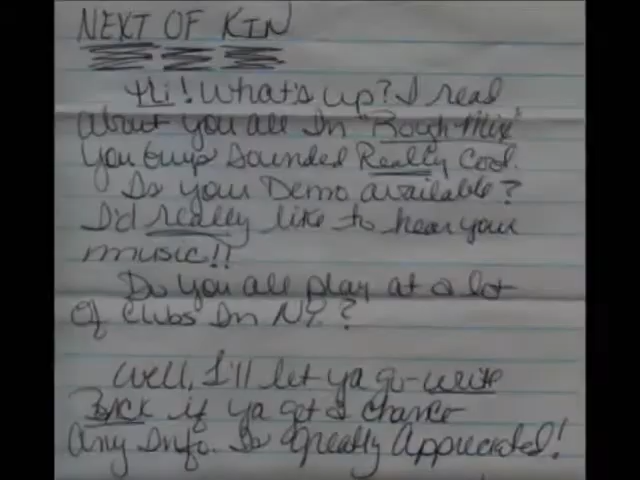 NEXT OF KIN
Hi! What's up? I read
About you all In "Rough Mix"
You Guys Sounded Really Cool.
Is your Demo available?
I'd really like to hear your
music!!
Do you all play at a lot
Of Clubs In NY?
Well, I'll let ya go - write
BACK if ya get a chance
Any Info. Is Greatly Appreciated!